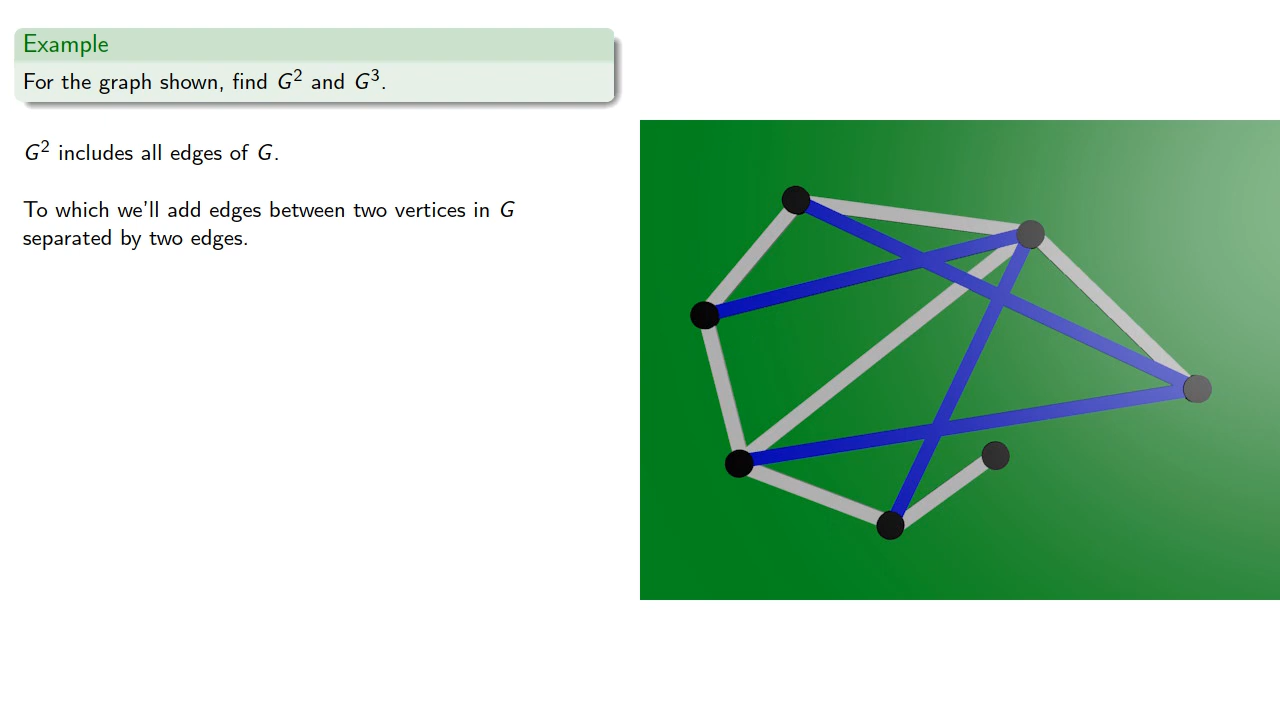 Example
For the graph shown, find G² and G³.
G² includes all edges of G.
To which we'll add edges between two vertices in G
separated by two edges.